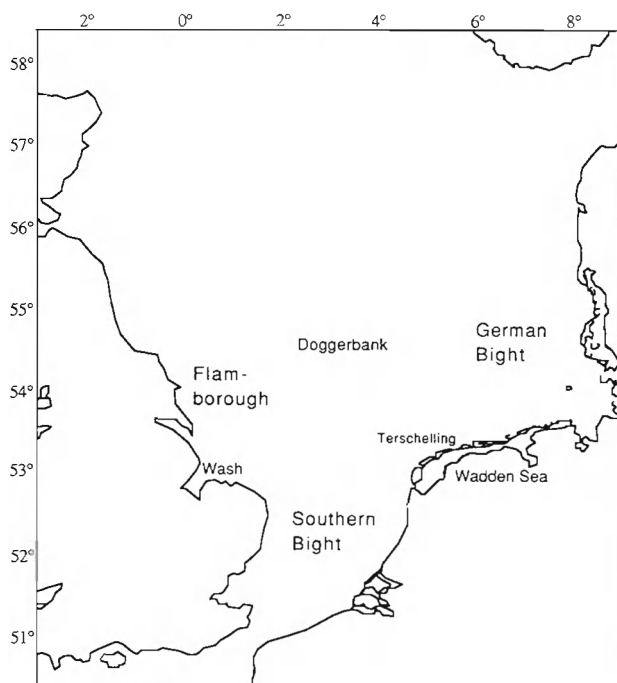 2° 0° 2° 4° 6° 8°
58°
57°
56°
55°
German
Bight
Doggerbank
Flam-
borough
54°
Terschelling
53°
Wash
Wadden Sea
Southern
Bight
52°
51°